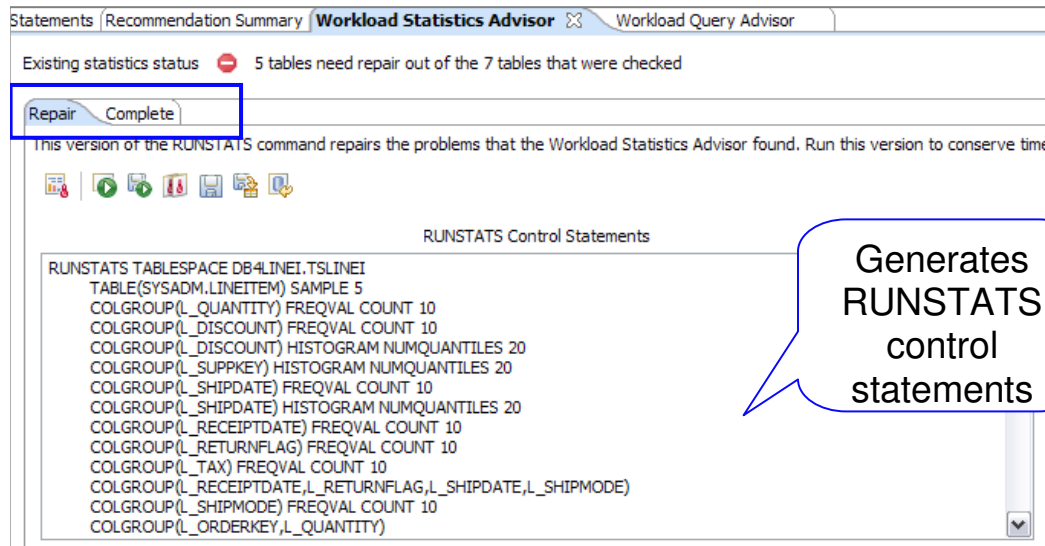 Statements Recommendation Summary Workload Statistics Advisor Workload Query Advisor
Existing statistics status 5 tables need repair out of the 7 tables that were checked
Repair Complete
This version of the RUNSTATS command repairs the problems that the Workload Statistics Advisor found. Run this version to conserve time
RUNSTATS Control Statements
RUNSTATS TABLESPACE DB4LINEI.TSLINEI
TABLE(SYSADM.LINEITEM) SAMPLE 5
COLGROUP(L_QUANTITY) FREQVAL COUNT 10
COLGROUP(L_DISCOUNT) FREQVAL COUNT 10
COLGROUP(L_DISCOUNT) HISTOGRAM NUMQUANTILES 20
COLGROUP(L_SUPPKEY) HISTOGRAM NUMQUANTILES 20
COLGROUP(L_SHIPDATE) FREQVAL COUNT 10
COLGROUP(L_SHIPDATE) HISTOGRAM NUMQUANTILES 20
COLGROUP(L_RECEIPTDATE) FREQVAL COUNT 10
COLGROUP(L_RETURNFLAG) FREQVAL COUNT 10
COLGROUP(L_TAX) FREQVAL COUNT 10
COLGROUP(L_RECEIPTDATE,L_RETURNFLAG,L_SHIPDATE,L_SHIPMODE)
COLGROUP(L_SHIPMODE) FREQVAL COUNT 10
COLGROUP(L_ORDERKEY,L_QUANTITY)
Generates
RUNSTATS
control
statements